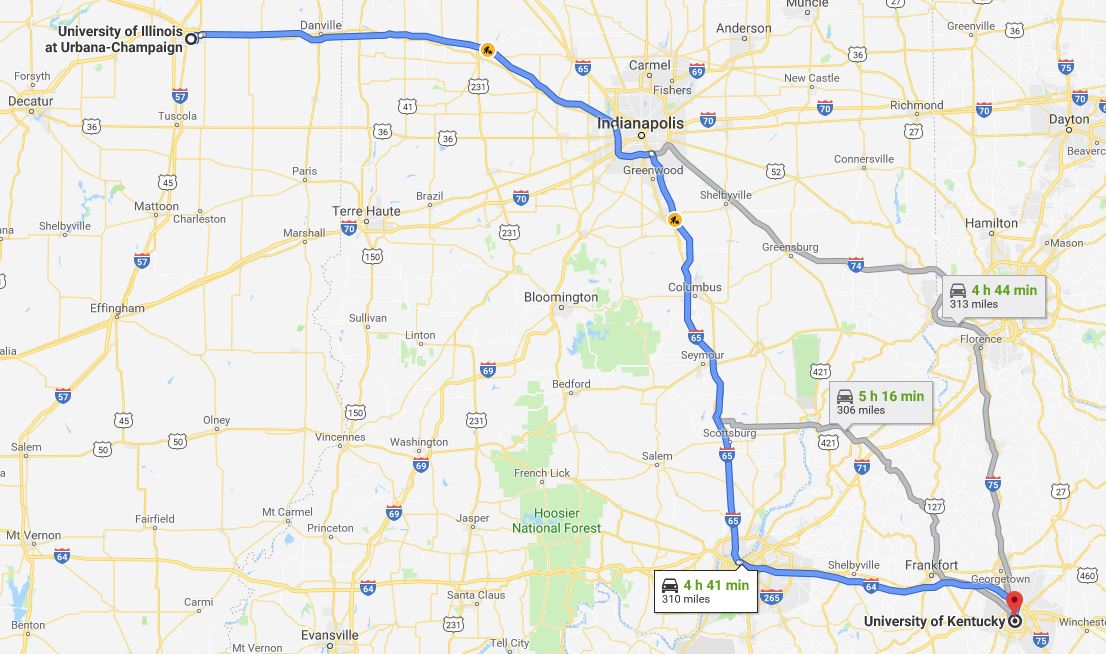 Muncie
27
Danville
36
Anderson
Greenville
36
University of Illinois
at Urbana-Champaign
65
Carmel
69
Fishers
75
Forsyth
Decatur
57
231
New Castle
70
41
Tuscola
36
36
36
Indianapolis
70
70
Richmond
70
Dayton
27
Beaverc
Paris
Greenwood
52
Connersville
45
Mattoon
Charleston
Brazil
70
Shelbyville
Shelbyville
Terre Haute
70
Marshall
231
Hamilton
Mason
57
150
Greensburg
74
Columbus
4 h 44 min
313 miles
Bloomington
Effingham
Sullivan
Linton
65
Florence
alia
Seymour
69
421
57
Bedford
5 h 16 min
306 miles
150
Olney
231
Scottsburg
421
45
50
50
Vincennes
Washington
Salem
65
Salem
69
71
French Lick
75
27
127
Mt Carmel
69
Hoosier
National Forest
65
Fairfield
Princeton
Jasper
Mt Vernon
64
Shelbyville
Frankfort
Georgetown
460
4 h 41 min
310 miles
64
64
265
Santa Claus
Carmi
University of Kentucky
Winchester
Benton
231
Evansville
75
Mt Vernon
Tell City